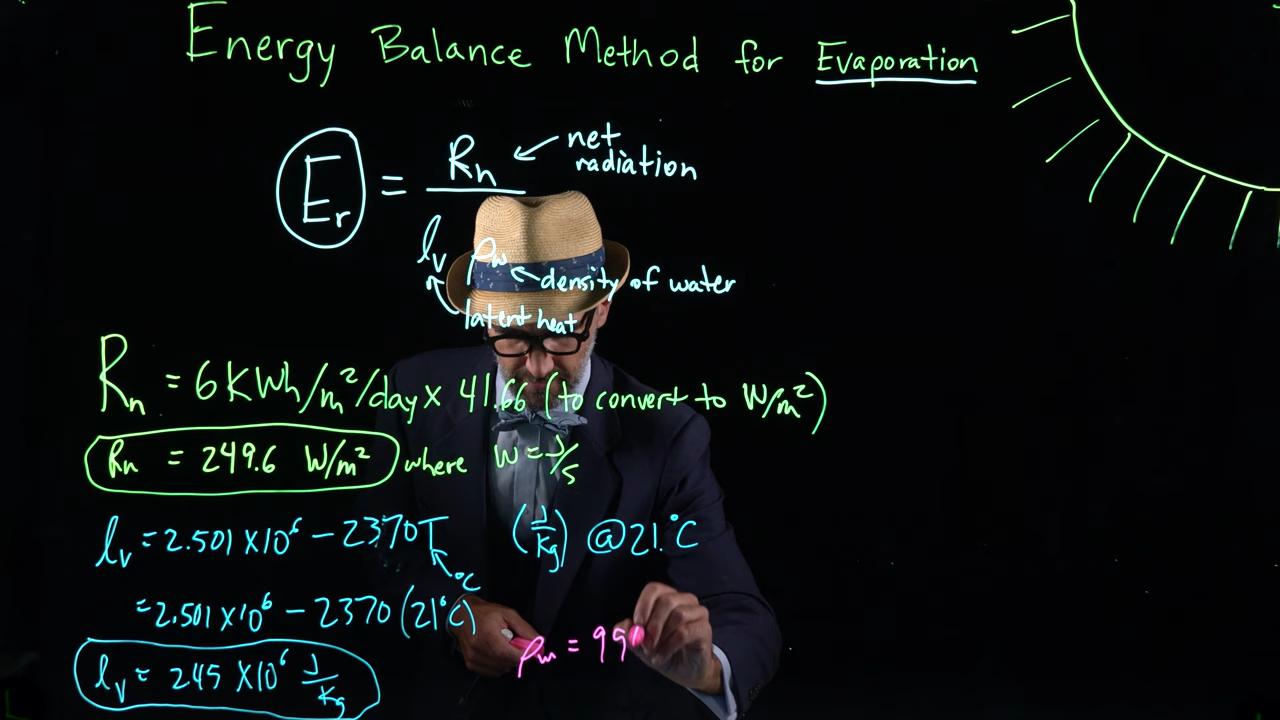 Energy Balance Method for Evaporation
Er = Rn
net
radiation
lv ρw
density of water
latent heat
Rn = 6 KWh/m²/day × 41.66 (to convert to W/m²)
Rn = 249.6 W/m² where W = J/s
lv = 2.501 × 10⁶ − 2370T (J/Kg) @ 21°C
°C
= 2.501 × 10⁶ − 2370 (21°C)
ρw = 99
lv = 245 × 10⁶ J/Kg